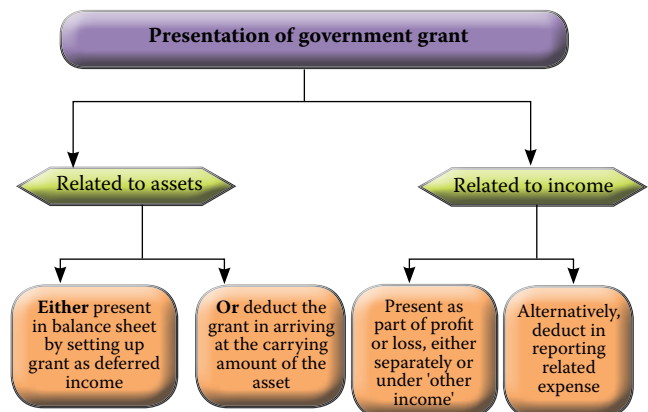 Presentation of government grant
Related to assets
Related to income
Either present
in balance sheet
by setting up
grant as deferred
income
Or deduct the
grant in arriving
at the carrying
amount of the
asset
Present as
part of profit
or loss, either
separately or
under 'other
income'
Alternatively,
deduct in
reporting
related
expense